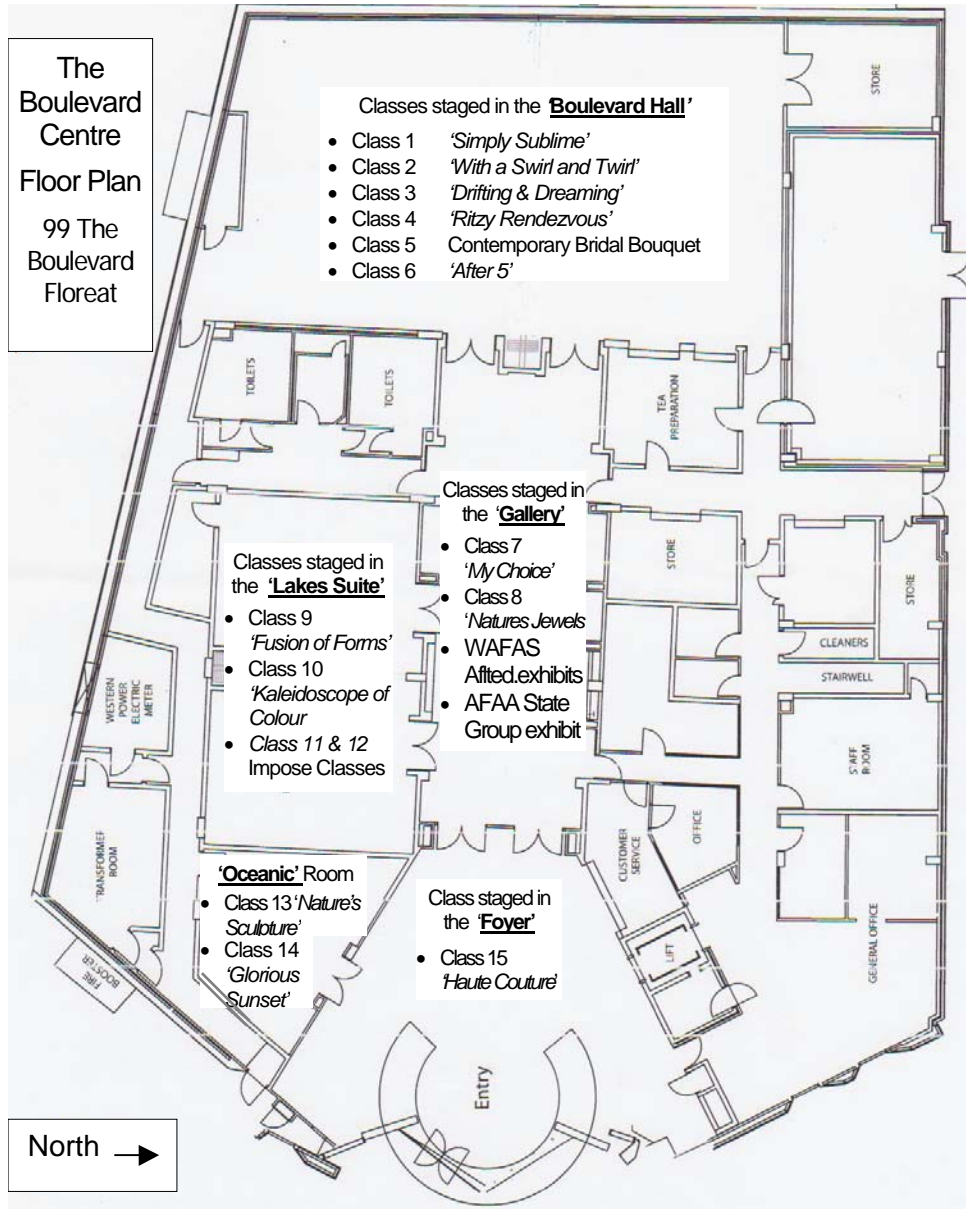 The
Boulevard
Centre
Floor Plan
99 The
Boulevard
Floreat
Classes staged in the 'Boulevard Hall'
• Class 1 'Simply Sublime'
• Class 2 'With a Swirl and Twirl'
• Class 3 'Drifting & Dreaming'
• Class 4 'Ritzy Rendezvous'
• Class 5 Contemporary Bridal Bouquet
• Class 6 'After 5'
STORE
TOILETS
TOILETS
TEA
PREPARATION
Classes staged in
the 'Gallery'
• Class 7
'My Choice'
• Class 8
'Natures Jewels
• WAFAS
Aflted.exhibits
• AFAA State
Group exhibit
Classes staged in
the 'Lakes Suite'
• Class 9
'Fusion of Forms'
• Class 10
'Kaleidoscope of
Colour
• Class 11 & 12
Impose Classes
STORE
STORE
CLEANERS
STAIRWELL
STAFF
ROOM
WESTERN
POWER
ELECTRIC
METER
TRANSFORMER
ROOM
FIRE
BOOSTER
'Oceanic' Room
• Class 13 'Nature's
Sculpture'
• Class 14
'Glorious
Sunset'
Class staged in
the 'Foyer'
• Class 15
'Haute Couture'
CUSTOMER
SERVICE
OFFICE
LIFT
GENERAL OFFICE
Entry
North →